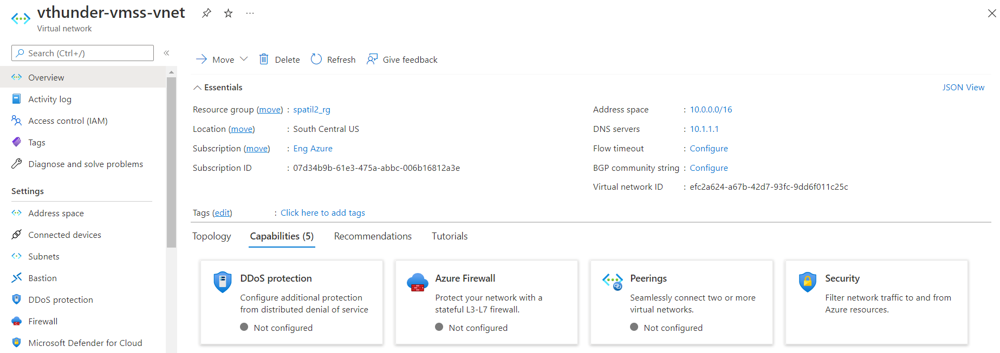 vthunder-vmss-vnet
Virtual network
Search (Ctrl+/)
Overview
Activity log
Access control (IAM)
Tags
Diagnose and solve problems
Settings
Address space
Connected devices
Subnets
Bastion
DDoS protection
Firewall
Microsoft Defender for Cloud
Move
Delete
Refresh
Give feedback
Essentials
JSON View
Resource group (move) : spatil2_rg
Location (move) : South Central US
Subscription (move) : Eng Azure
Subscription ID : 07d34b9b-61e3-475a-abbc-006b16812a3e
Address space : 10.0.0.0/16
DNS servers : 10.1.1.1
Flow timeout : Configure
BGP community string : Configure
Virtual network ID : efc2a624-a67b-42d7-93fc-9dd6f011c25c
Tags (edit) : Click here to add tags
Topology
Capabilities (5)
Recommendations
Tutorials
DDoS protection
Configure additional protection
from distributed denial of service
Not configured
Azure Firewall
Protect your network with a
stateful L3-L7 firewall.
Not configured
Peerings
Seamlessly connect two or more
virtual networks.
Not configured
Security
Filter network traffic to and from
Azure resources.